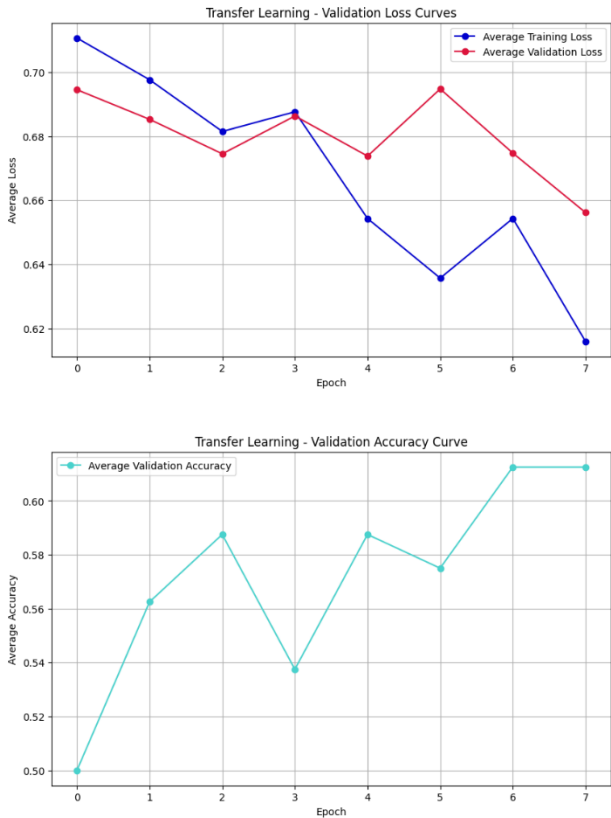 Transfer Learning - Validation Loss Curves
Average Training Loss
Average Validation Loss
0.70
0.68
0.66
0.64
0.62
Average Loss
0 1 2 3 4 5 6 7
Epoch
Transfer Learning - Validation Accuracy Curve
Average Validation Accuracy
0.60
0.58
0.56
0.54
0.52
0.50
Average Accuracy
0 1 2 3 4 5 6 7
Epoch